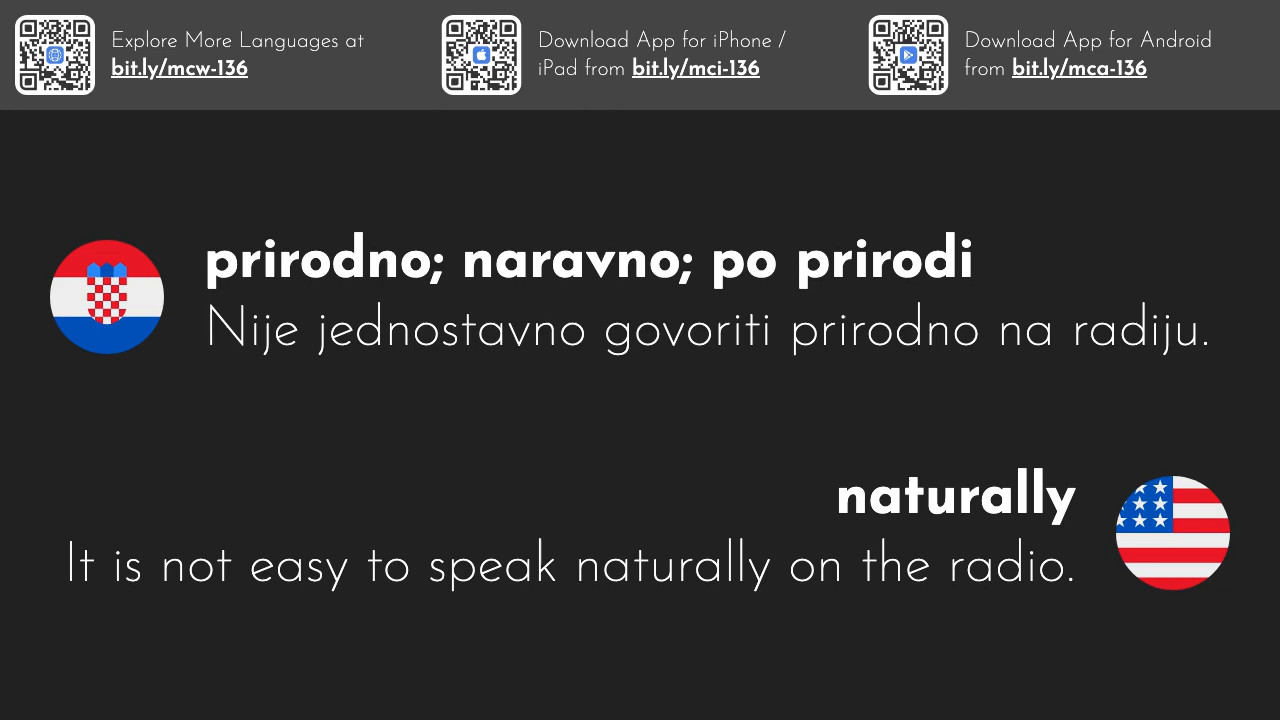 Explore More Languages at
bit.ly/mcw-136
Download App for iPhone /
iPad from bit.ly/mci-136
Download App for Android
from bit.ly/mca-136
prirodno; naravno; po prirodi
Nije jednostavno govoriti prirodno na radiju.
naturally
It is not easy to speak naturally on the radio.